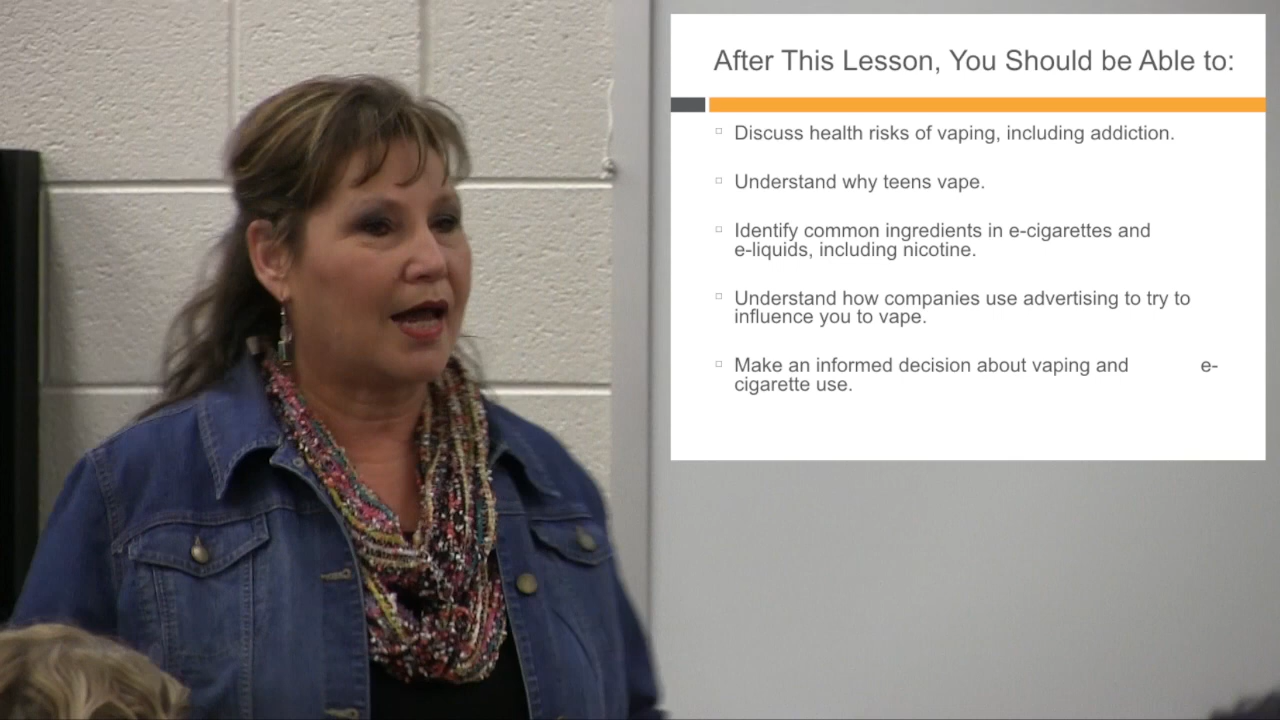 After This Lesson, You Should be Able to:
Discuss health risks of vaping, including addiction.
Understand why teens vape.
Identify common ingredients in e-cigarettes and
e-liquids, including nicotine.
Understand how companies use advertising to try to
influence you to vape.
Make an informed decision about vaping and e-
cigarette use.